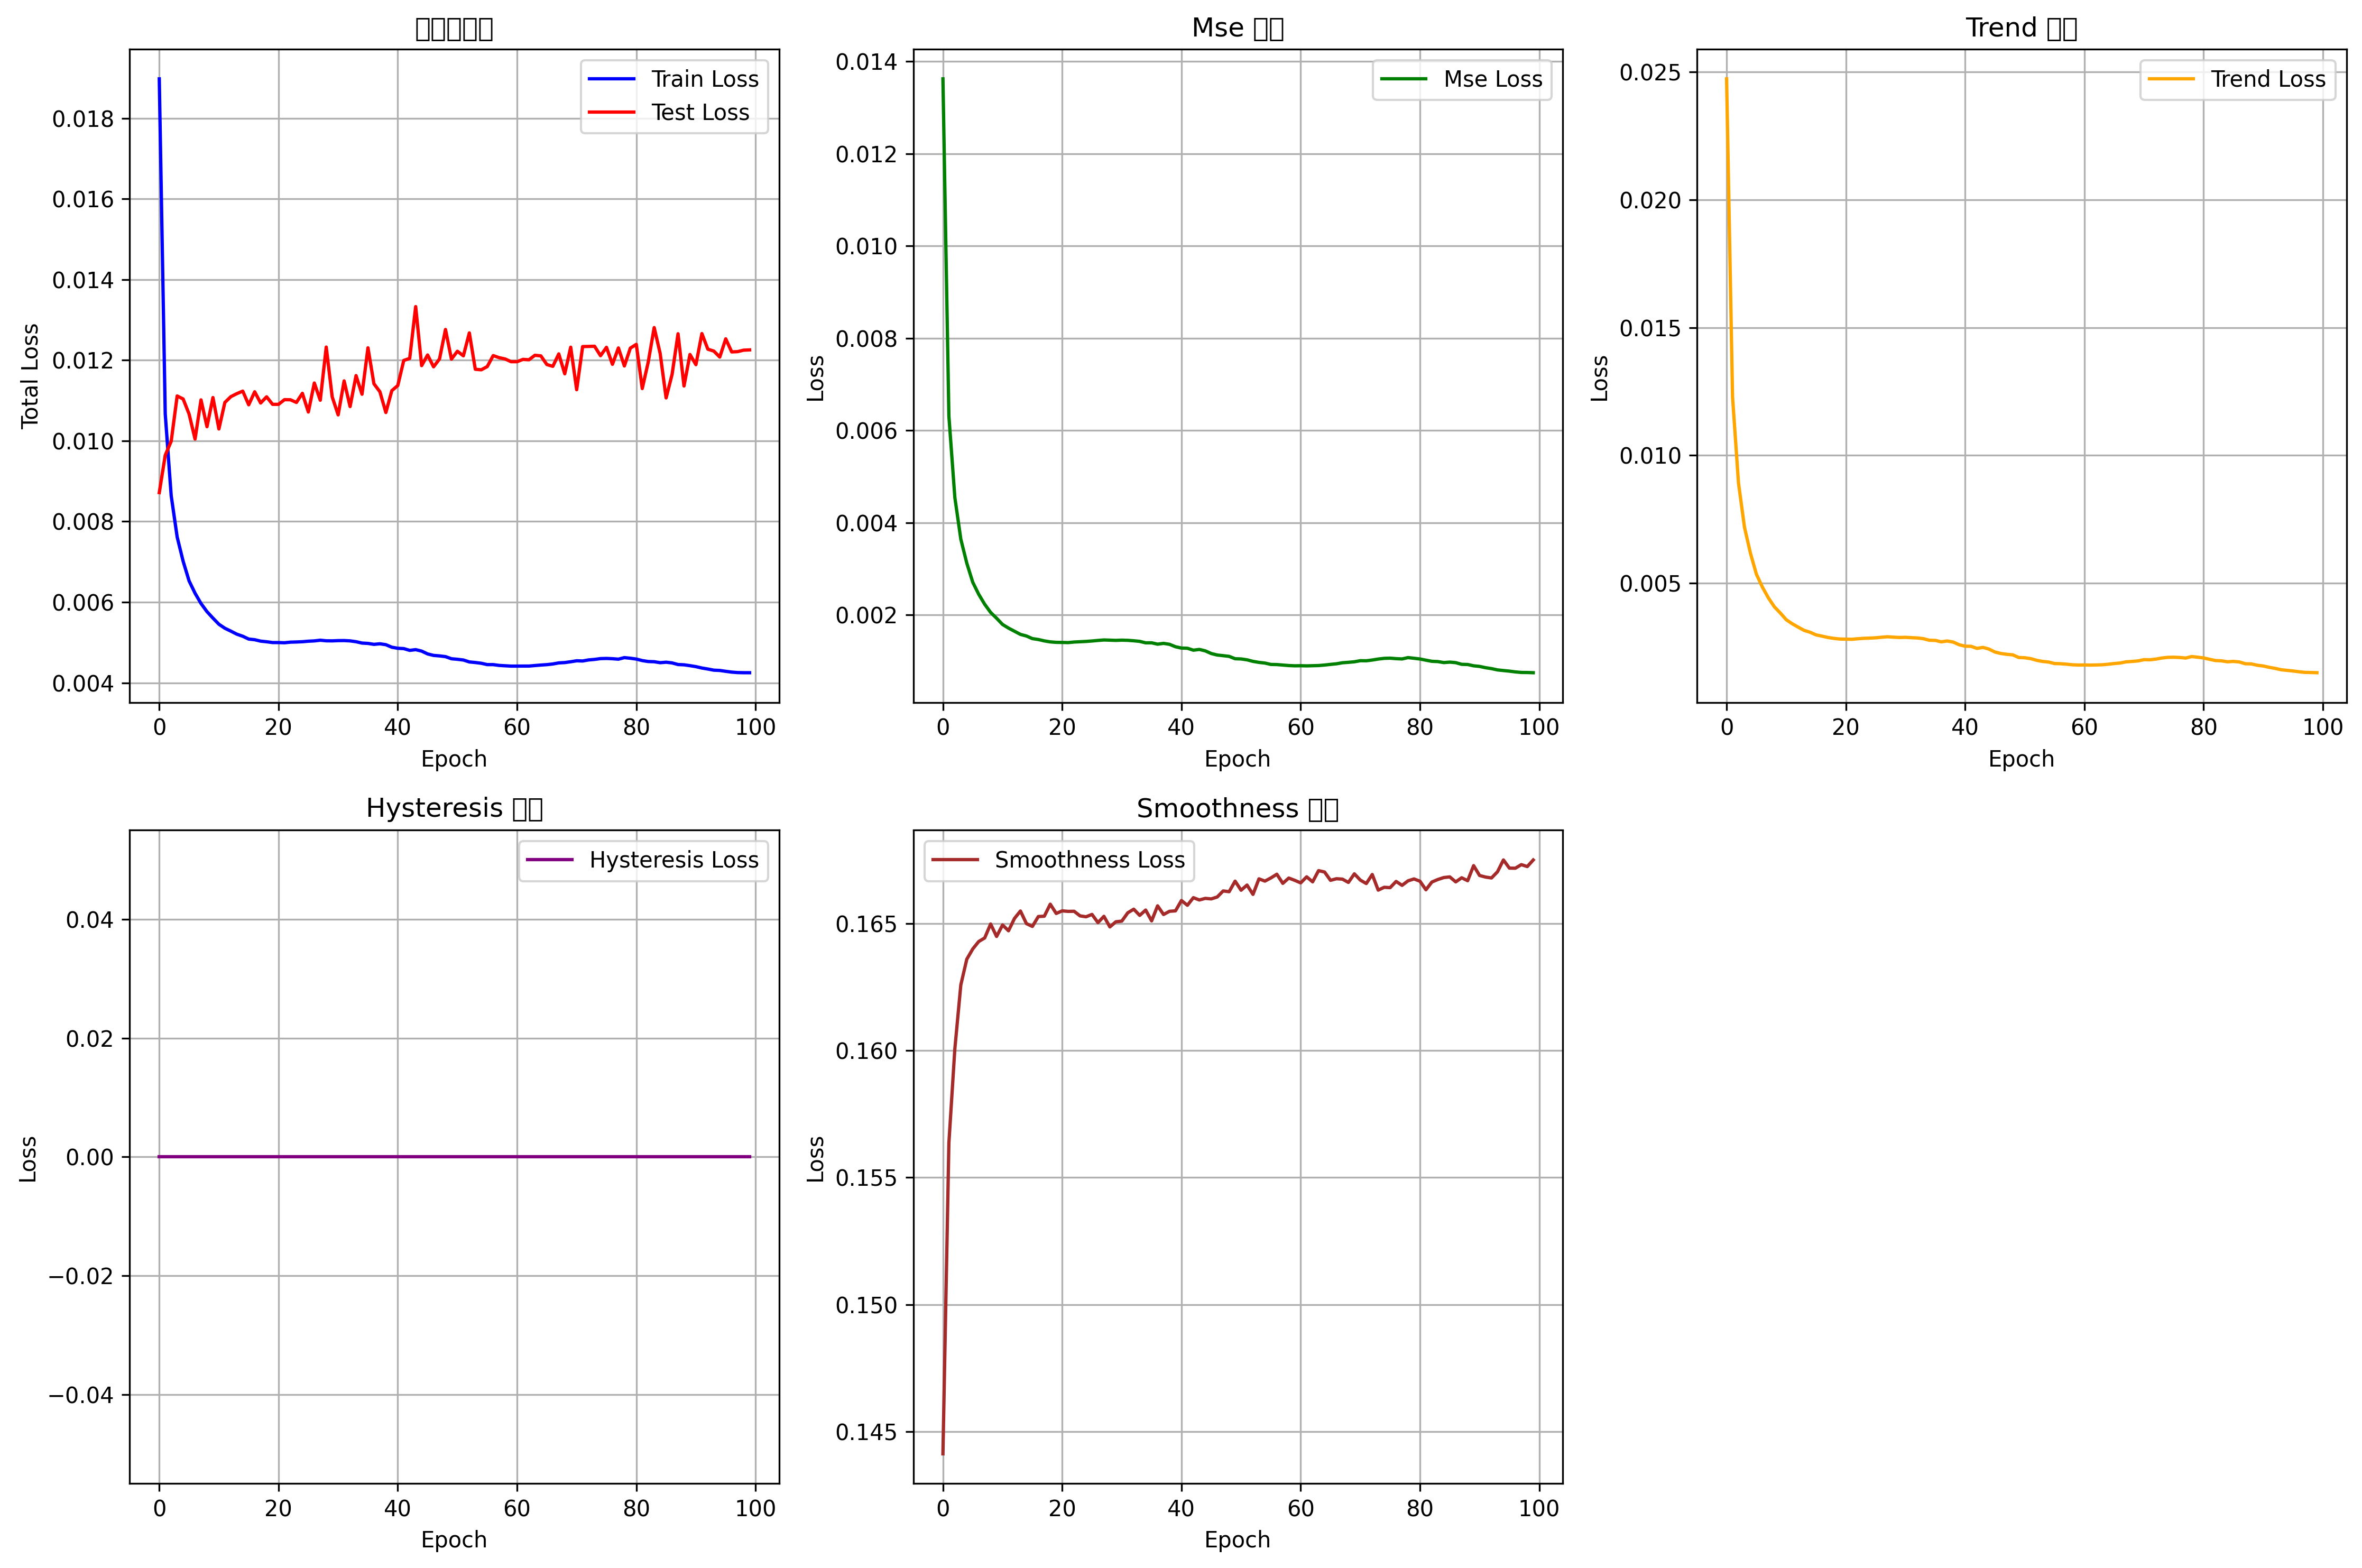 Mse
Trend
Train Loss
Test Loss
Mse Loss
Trend Loss
0.018
0.016
0.014
0.012
0.010
0.008
0.006
0.004
Total Loss
0 20 40 60 80 100
Epoch
0.014
0.012
0.010
0.008
0.006
0.004
0.002
Loss
0 20 40 60 80 100
Epoch
0.025
0.020
0.015
0.010
0.005
Loss
0 20 40 60 80 100
Epoch
Hysteresis
Hysteresis Loss
0.04
0.02
0.00
−0.02
−0.04
Loss
0 20 40 60 80 100
Epoch
Smoothness
Smoothness Loss
0.165
0.160
0.155
0.150
0.145
Loss
0 20 40 60 80 100
Epoch